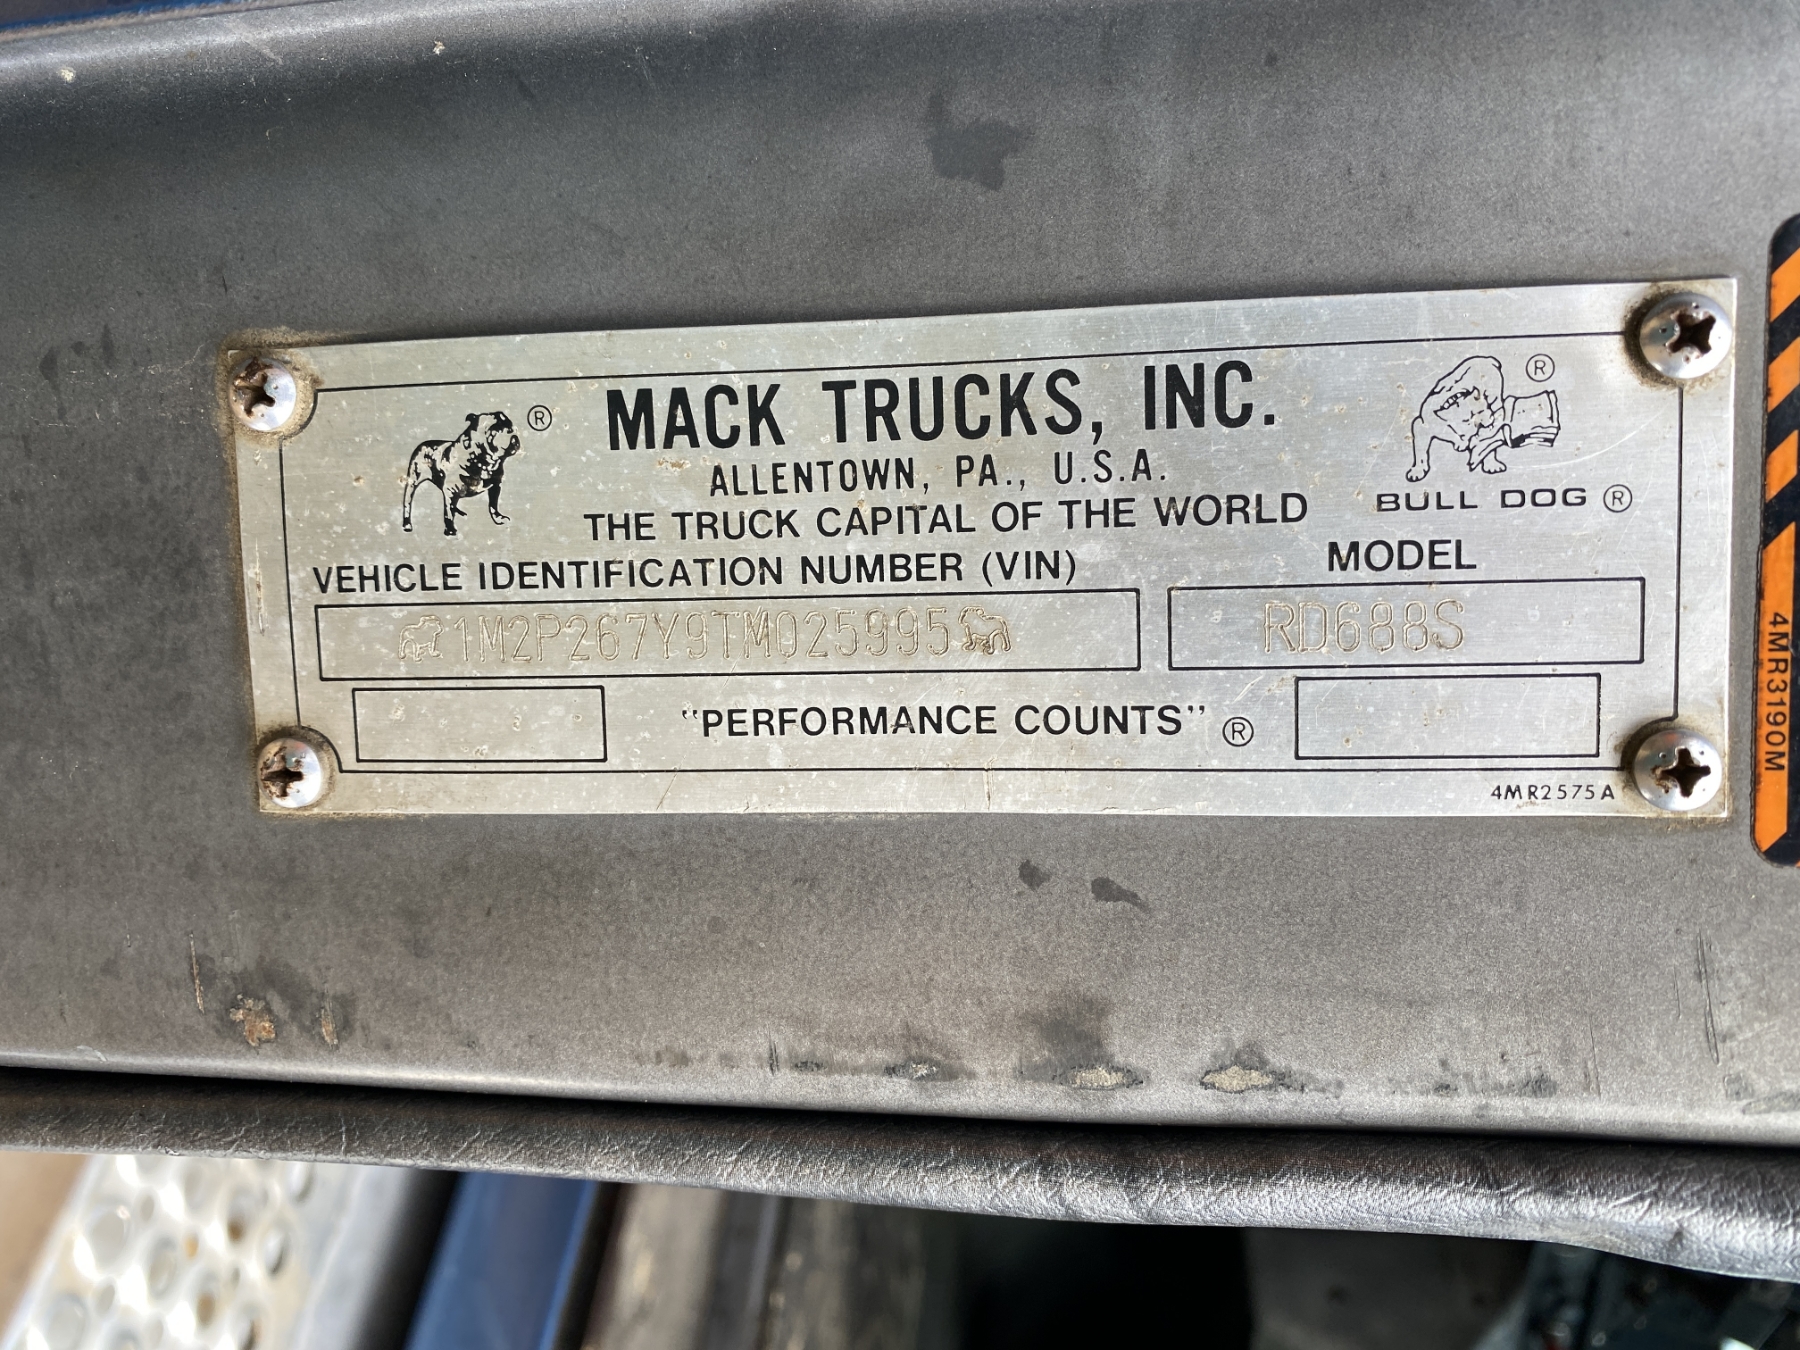 ®
MACK TRUCKS, INC.
®
ALLENTOWN, PA., U.S.A.
THE TRUCK CAPITAL OF THE WORLD
BULL DOG ®
VEHICLE IDENTIFICATION NUMBER (VIN)
MODEL
1M2P267Y9TM025995
RD688S
"PERFORMANCE COUNTS" ®
4MR2575A
4MR3190M